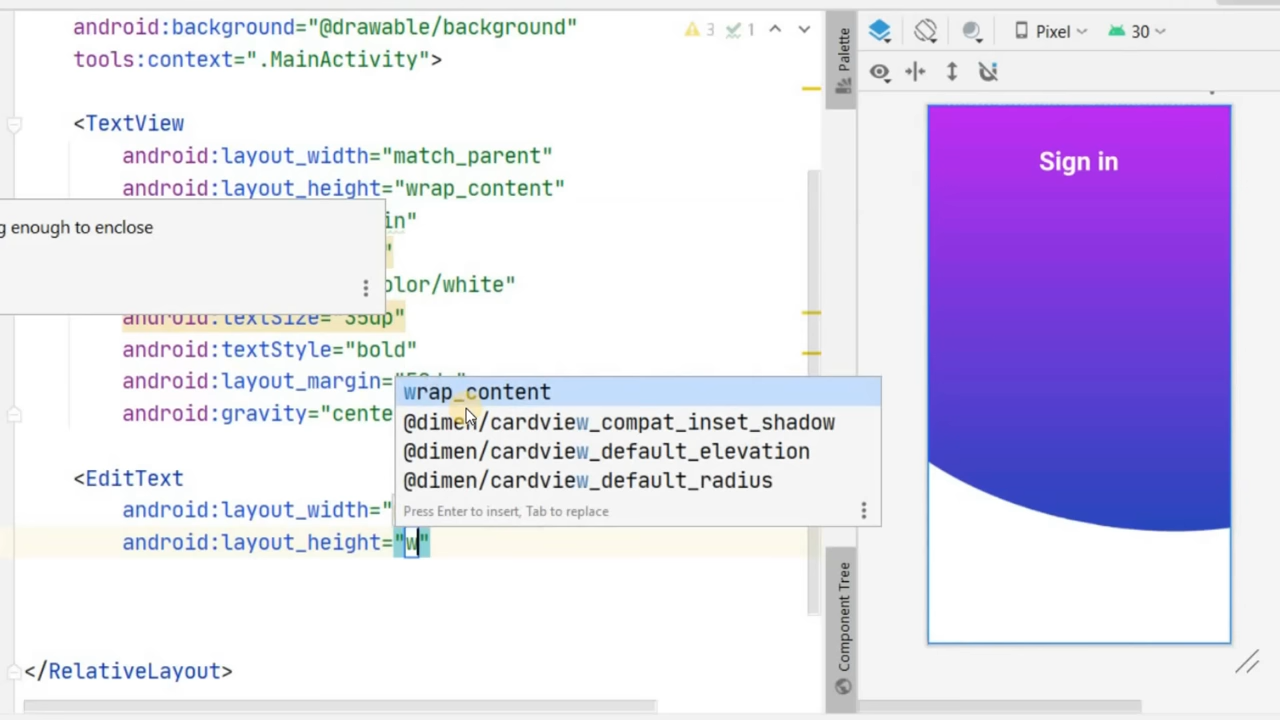 android:background="@drawable/background"
3 1
tools:context=".MainActivity">
<TextView
android:layout_width="match_parent"
android:layout_height="wrap_content"
in"
g enough to enclose
"
olor/white"
android:textSize="35dp"
android:textStyle="bold"
android:layout_margin=
android:gravity="cente
wrap_content
@dimen/cardview_compat_inset_shadow
@dimen/cardview_default_elevation
@dimen/cardview_default_radius
Press Enter to insert, Tab to replace
<EditText
android:layout_width="
android:layout_height="w"
</RelativeLayout>
Palette
Component Tree
Pixel
30
Sign in